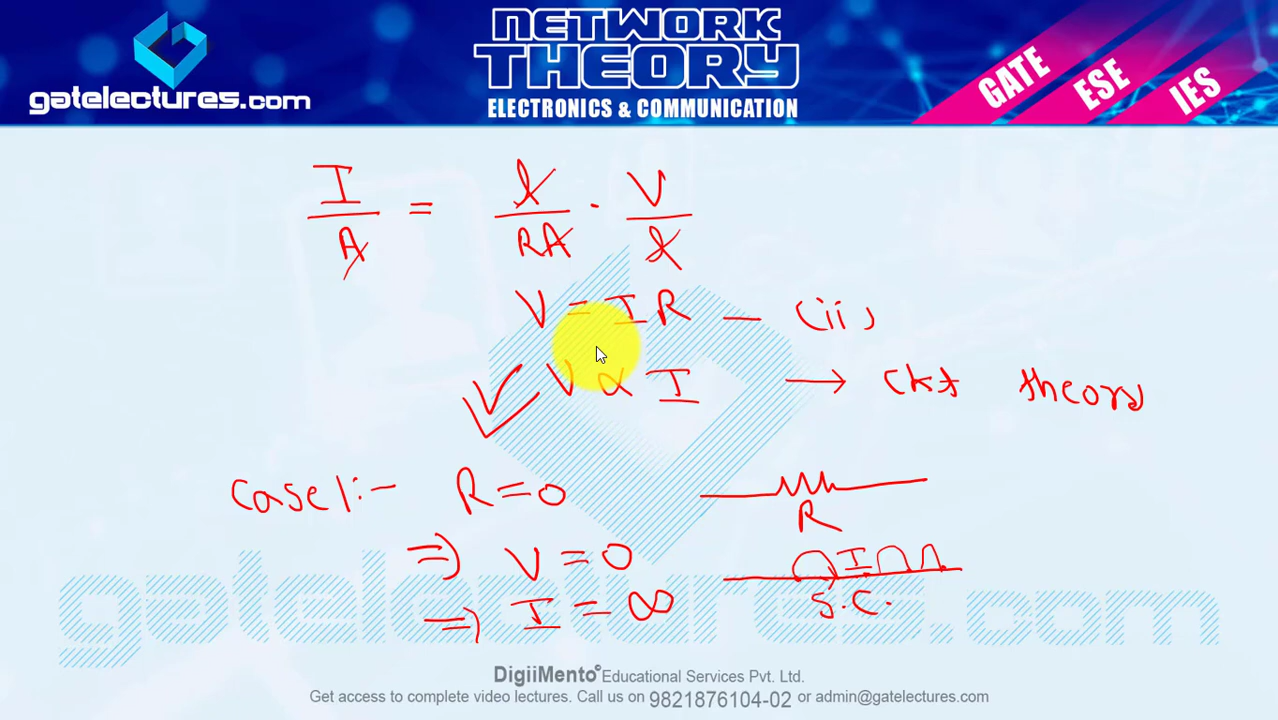 gatelectures.com
NETWORK
THEORY
ELECTRONICS & COMMUNICATION
GATE
ESE
IES
I/A = l/RA · V/l
V = IR — (ii)
V α I → ckt theory
Case 1:- R = 0
R
⇒ V = 0
I
⇒ I = ∞
S.C.
gatelectures.com
DigiiMento© Educational Services Pvt. Ltd.
Get access to complete video lectures. Call us on 9821876104-02 or admin@gatelectures.com